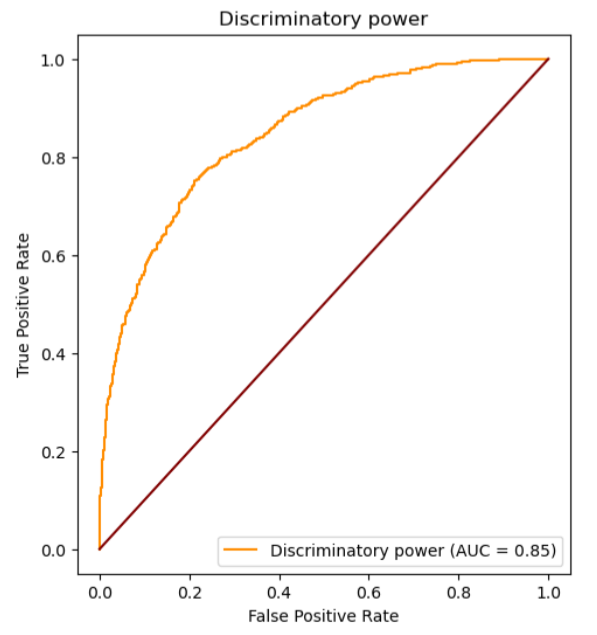 Discriminatory power
1.0
0.8
0.6
0.4
0.2
0.0
True Positive Rate
Discriminatory power (AUC = 0.85)
0.0 0.2 0.4 0.6 0.8 1.0
False Positive Rate